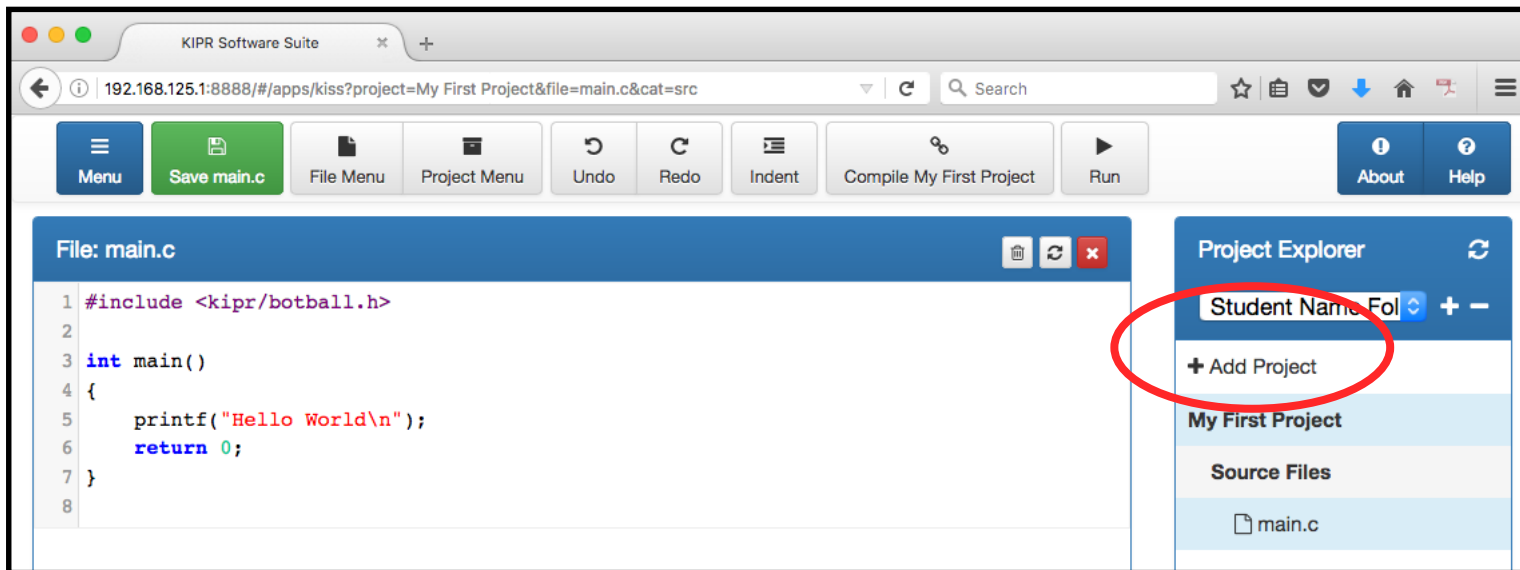 KIPR Software Suite
192.168.125.1:8888/#/apps/kiss?project=My First Project&file=main.c&cat=src
Search
Menu
Save main.c
File Menu
Project Menu
Undo
Redo
Indent
Compile My First Project
Run
About
Help
File: main.c
1 #include <kipr/botball.h>
2
3 int main()
4 {
5 printf("Hello World\n");
6 return 0;
7 }
8
Project Explorer
Student Name Fol
Add Project
My First Project
Source Files
main.c